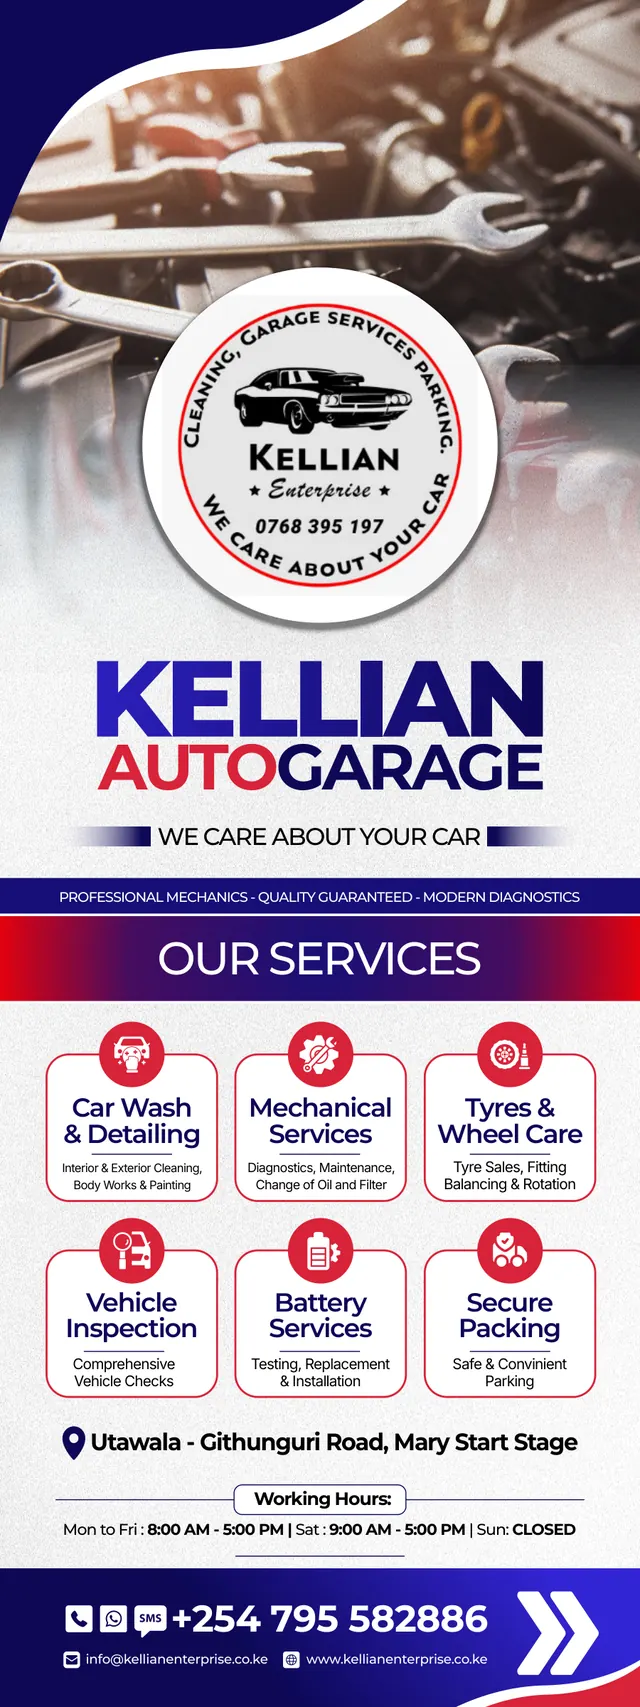 CLEANING, GARAGE SERVICES PARKING.
KELLIAN
★ Enterprise ★
0768 395 197
WE CARE ABOUT YOUR CAR
KELLIAN
AUTOGARAGE
WE CARE ABOUT YOUR CAR
PROFESSIONAL MECHANICS - QUALITY GUARANTEED - MODERN DIAGNOSTICS
OUR SERVICES
Car Wash
& Detailing
Interior & Exterior Cleaning,
Body Works & Painting
Mechanical
Services
Diagnostics, Maintenance,
Change of Oil and Filter
Tyres &
Wheel Care
Tyre Sales, Fitting
Balancing & Rotation
Vehicle
Inspection
Comprehensive
Vehicle Checks
Battery
Services
Testing, Replacement
& Installation
Secure
Packing
Safe & Convinient
Parking
Utawala - Githunguri Road, Mary Start Stage
Working Hours:
Mon to Fri : 8:00 AM - 5:00 PM | Sat : 9:00 AM - 5:00 PM | Sun: CLOSED
SMS +254 795 582886
info@kellianenterprise.co.ke www.kellianenterprise.co.ke